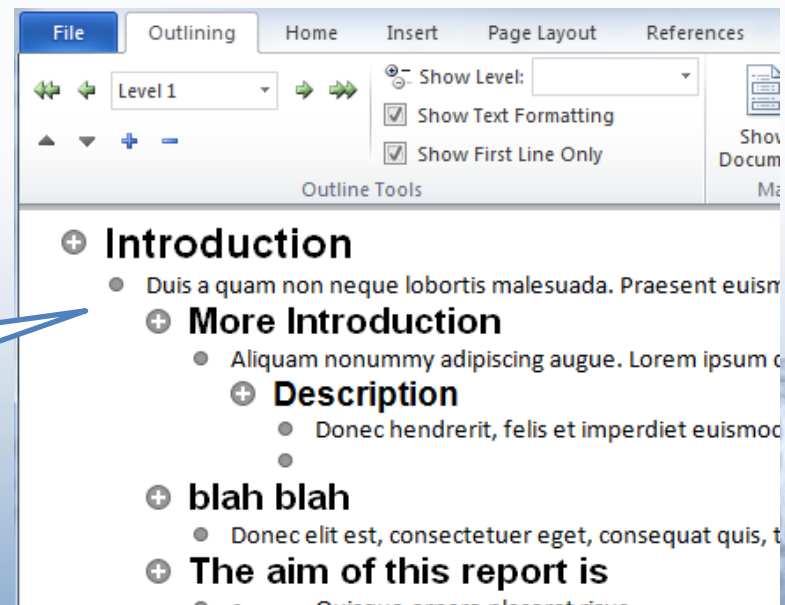 File Outlining Home Insert Page Layout References
Level 1 Show Level:
Show Text Formatting
Show First Line Only
Outline Tools
Introduction
Duis a quam non neque lobortis malesuada. Praesent
More Introduction
Aliquam nonummy adipiscing augue. Lorem ipsum
Description
Donec hendrerit, felis et imperdiet
blah blah
Donec elit est, consectetuer eget, consequat quis,
The aim of this report is